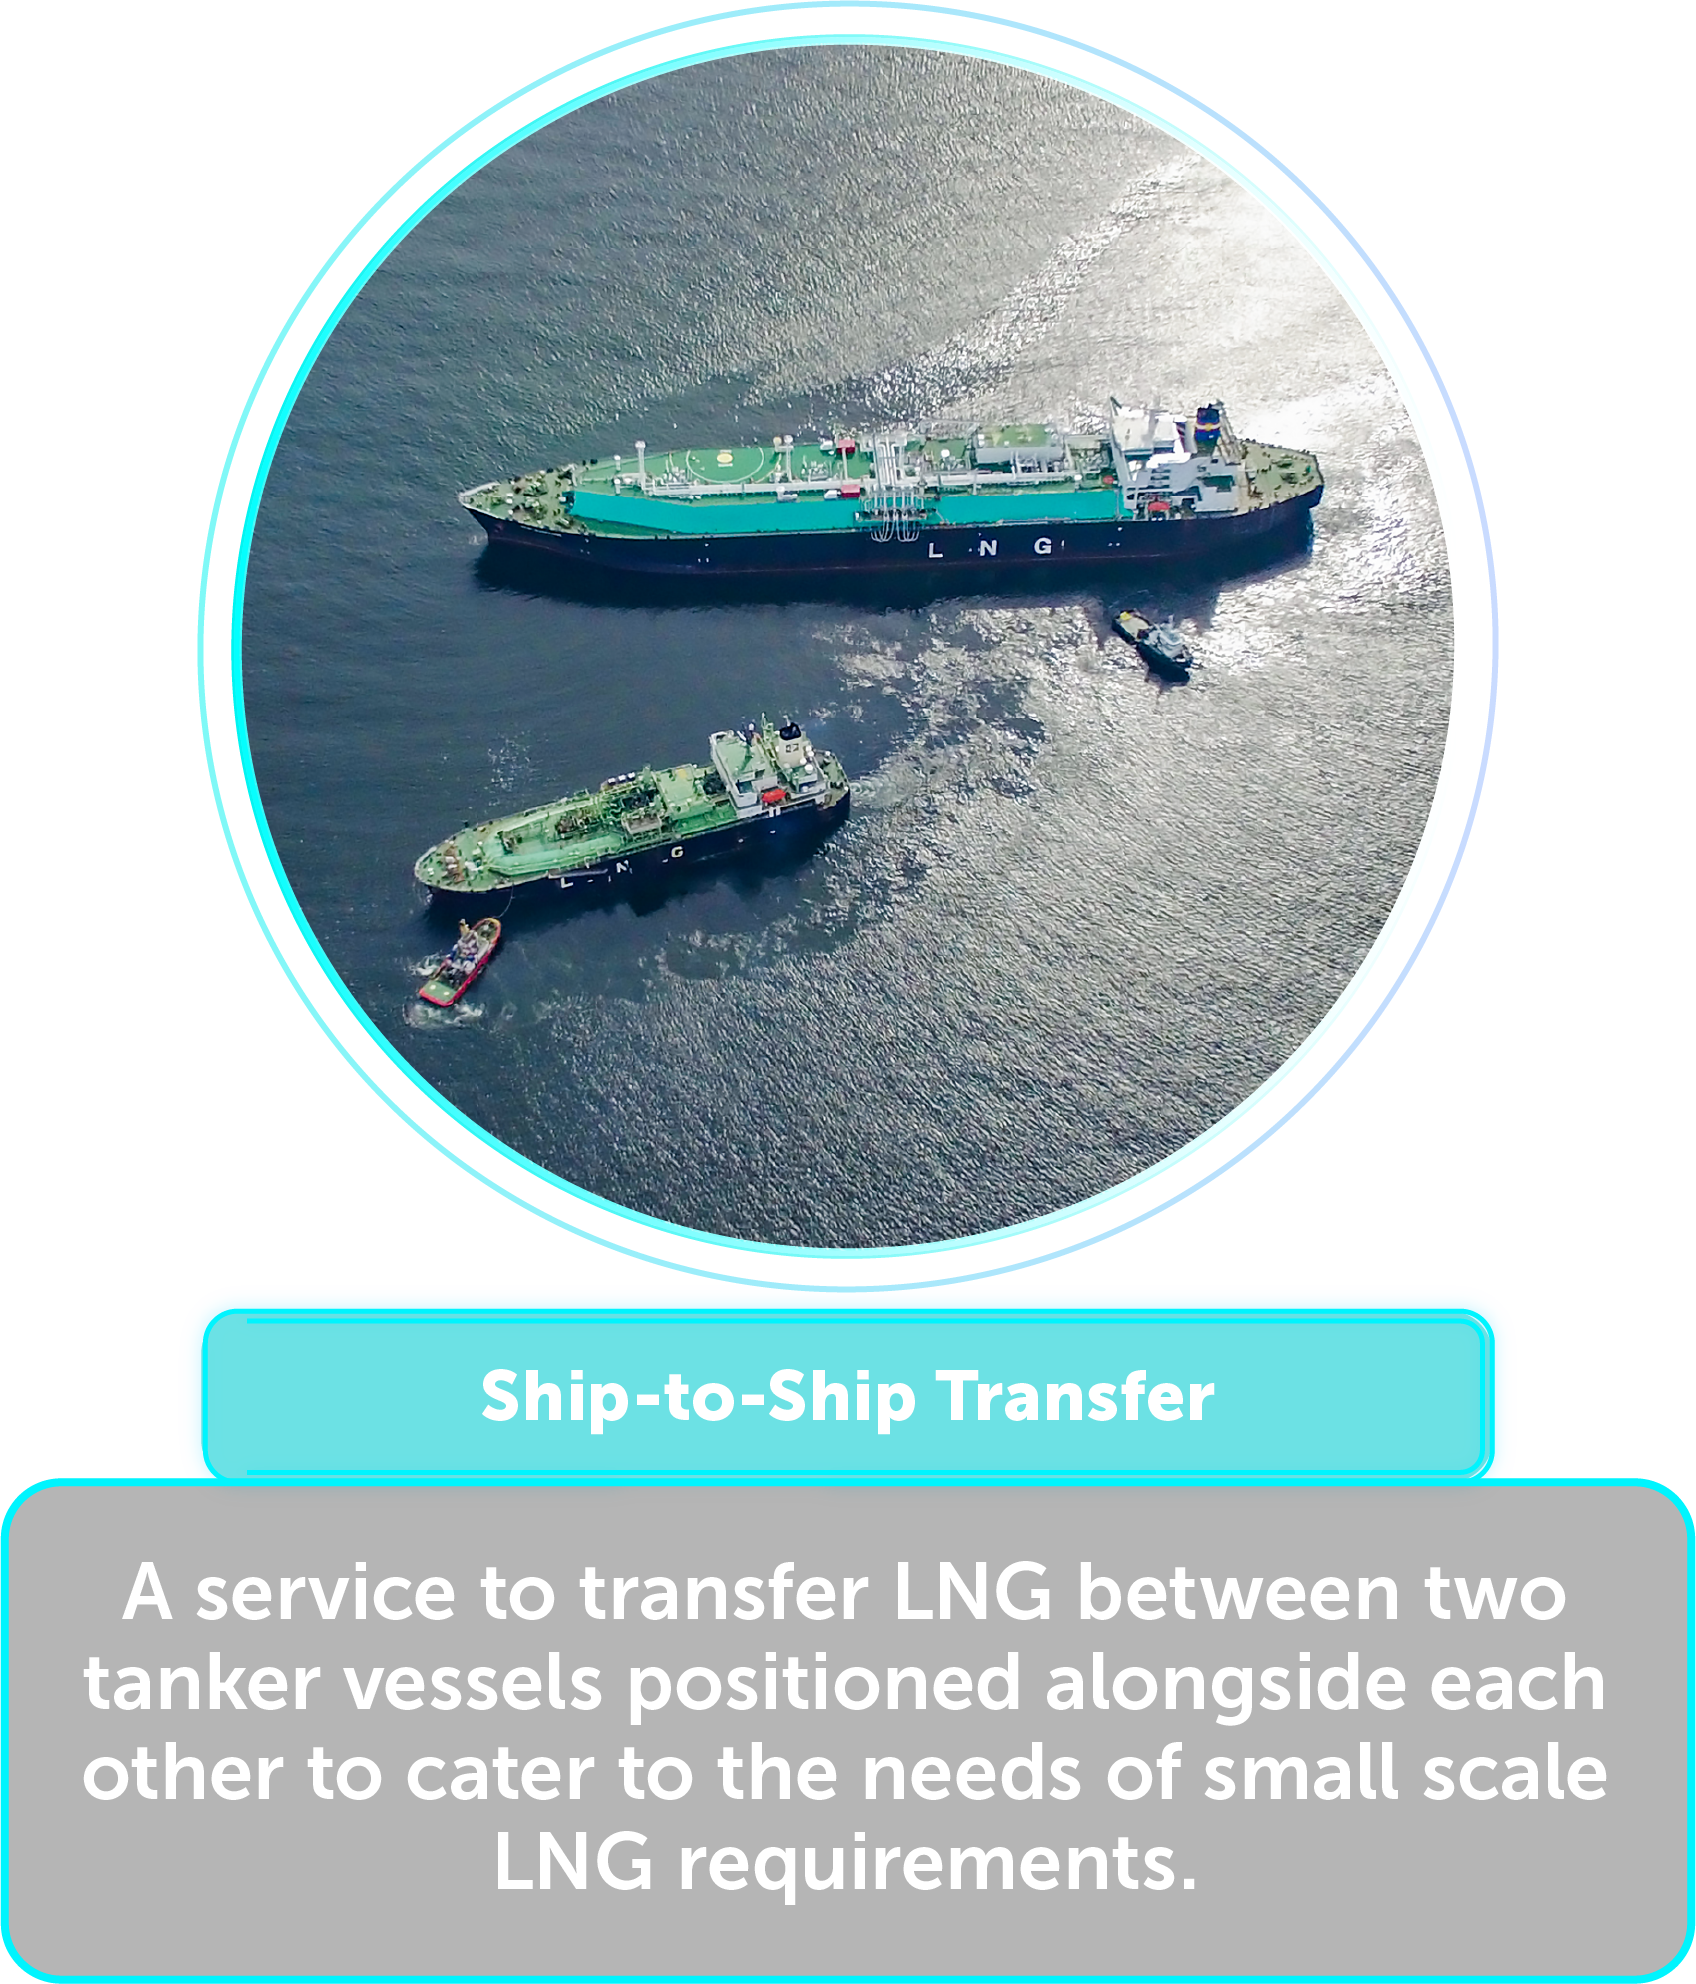 L N G
L N G
Ship-to-Ship Transfer
A service to transfer LNG between two
tanker vessels positioned alongside each
other to cater to the needs of small scale
LNG requirements.